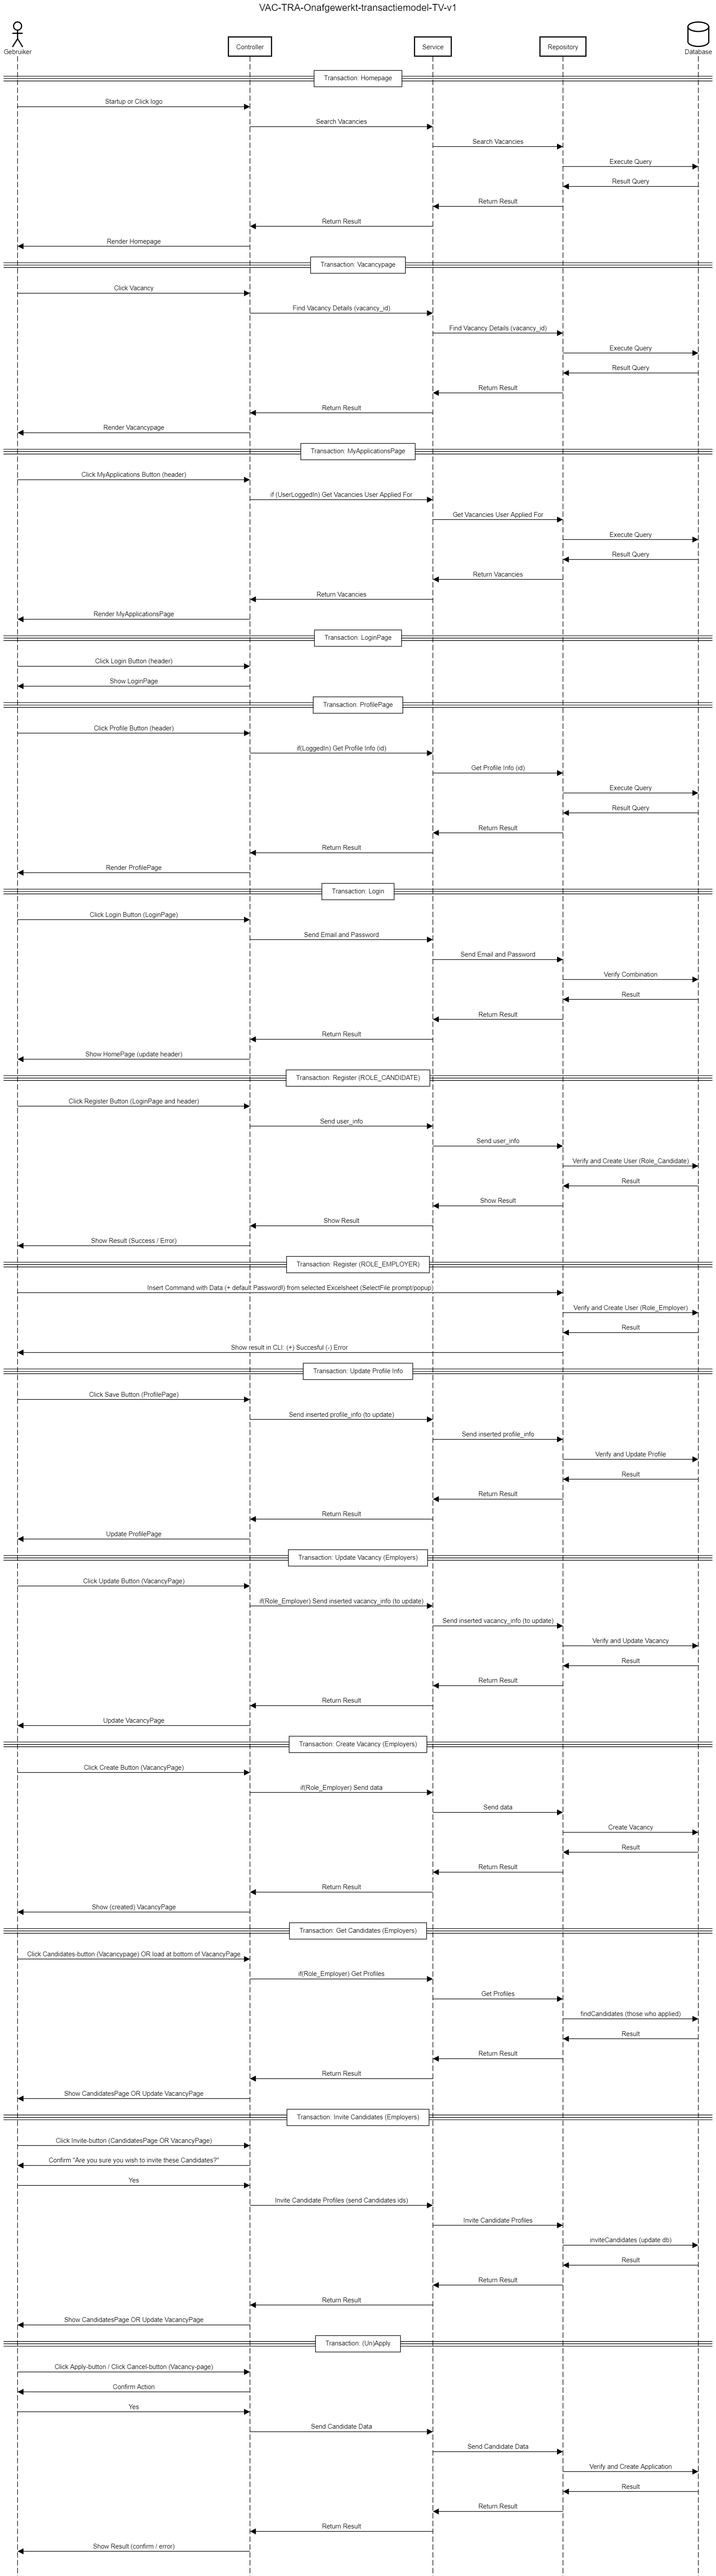 VAC-TRA-Onafgewerkt-transactiemodel-TV-v1
Gebruiker
Controller
Service
Repository
Database
Transaction: Homepage
Startup or Click logo
Search Vacancies
Search Vacancies
Execute Query
Result Query
Return Result
Return Result
Render Homepage
Transaction: Vacancypage
Click Vacancy
Find Vacancy Details (vacancy_id)
Find Vacancy Details (vacancy_id)
Execute Query
Result Query
Return Result
Return Result
Render Vacancypage
Transaction: MyApplicationsPage
Click MyApplications Button (header)
if (UserLoggedIn) Get Vacancies User Applied For
Get Vacancies User Applied For
Execute Query
Result Query
Return Vacancies
Return Vacancies
Render MyApplicationsPage
Transaction: LoginPage
Click Login Button (header)
Show LoginPage
Transaction: ProfilePage
Click Profile Button (header)
if(LoggedIn) Get Profile Info (id)
Get Profile Info (id)
Execute Query
Result Query
Return Result
Return Result
Render ProfilePage
Transaction: Login
Click Login Button (LoginPage)
Send Email and Password
Send Email and Password
Verify Combination
Result
Return Result
Return Result
Show HomePage (update header)
Transaction: Register (ROLE_CANDIDATE)
Click Register Button (LoginPage and header)
Send user_info
Send user_info
Verify and Create User (Role_Candidate)
Result
Show Result
Show Result
Show Result (Success / Error)
Transaction: Register (ROLE_EMPLOYER)
Insert Command with Data (+ default Password!) from selected Excelsheet (SelectFile prompt/popup)
Verify and Create User (Role_Employer)
Result
Show result in CLI: (+) Succesful (-) Error
Transaction: Update Profile Info
Click Save Button (ProfilePage)
Send inserted profile_info (to update)
Send inserted profile_info
Verify and Update Profile
Result
Return Result
Return Result
Update ProfilePage
Transaction: Update Vacancy (Employers)
Click Update Button (VacancyPage)
if(Role_Employer) Send inserted vacancy_info (to update)
Send inserted vacancy_info (to update)
Verify and Update Vacancy
Result
Return Result
Return Result
Update VacancyPage
Transaction: Create Vacancy (Employers)
Click Create Button (VacancyPage)
if(Role_Employer) Send data
Send data
Create Vacancy
Result
Return Result
Return Result
Show (created) VacancyPage
Transaction: Get Candidates (Employers)
Click Candidates-button (Vacancypage) OR load at bottom of VacancyPage
if(Role_Employer) Get Profiles
Get Profiles
findCandidates (those who applied)
Result
Return Result
Return Result
Show CandidatesPage OR Update VacancyPage
Transaction: Invite Candidates (Employers)
Click Invite-button (CandidatesPage OR VacancyPage)
Confirm "Are you sure you wish to invite these Candidates?"
Yes
Invite Candidate Profiles (send Candidates ids)
Invite Candidate Profiles
inviteCandidates (update db)
Result
Return Result
Return Result
Show CandidatesPage OR Update VacancyPage
Transaction: (Un)Apply
Click Apply-button / Click Cancel-button (Vacancy-page)
Confirm Action
Yes
Send Candidate Data
Send Candidate Data
Verify and Create Application
Result
Return Result
Return Result
Show Result (confirm / error)